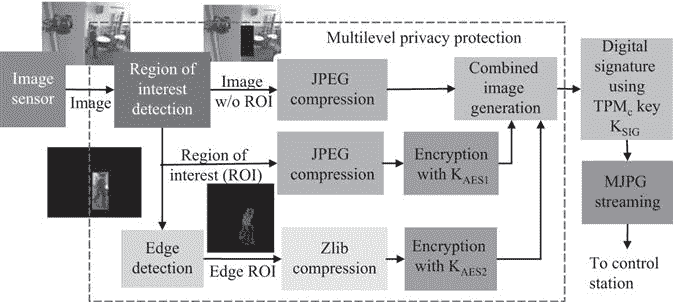 Multilevel privacy protection
Image
sensor
Image
Region of
interest
detection
Image
w/o ROI
JPEG
compression
Combined
image
generation
Digital
signature
using
TPMc key
KSIG
Region of
interest (ROI)
JPEG
compression
Encryption
with KAES1
MJPG
streaming
Edge
detection
Edge ROI
Zlib
compression
Encryption
with KAES2
To control
station